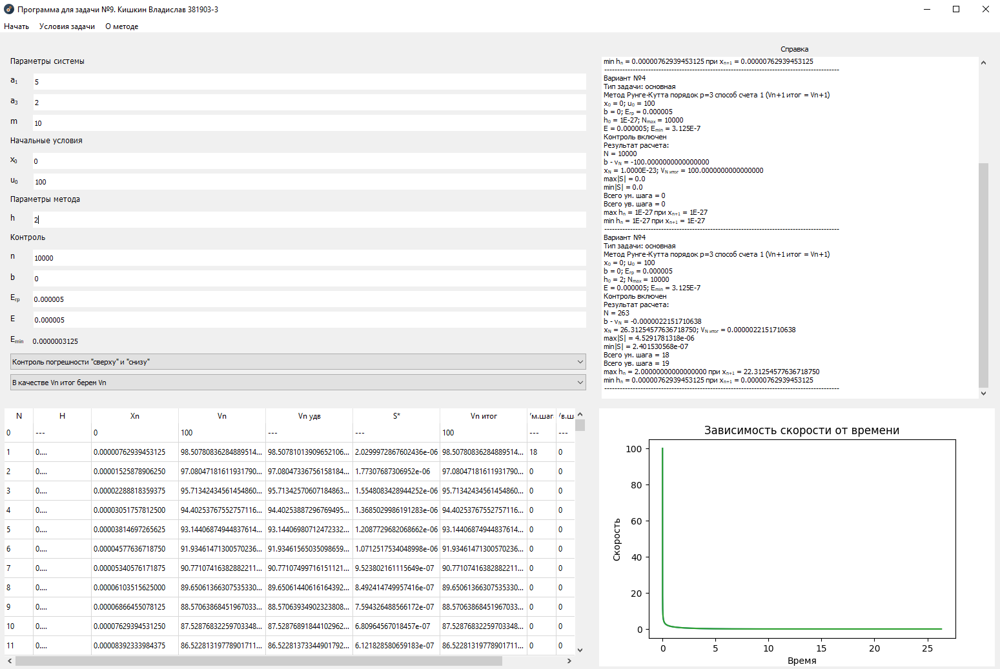 Программа для задачи №9. Кишкин Владислав 381903-3
Начать Условия задачи О методе
Параметры системы
a₁ 5
a₃ 2
m 10
Начальные условия
x₀ 0
u₀ 100
Параметры метода
h 2
Контроль
n 10000
b 0
Eгр 0.000005
E 0.000005
Emin 0.0000003125
Контроль погрешности "сверху" и "снизу"
В качестве Vn итог берем Vn
Справка
min hₙ = 0.00000762939453125 при xₙ₊₁ = 0.00000762939453125
Вариант №4
Тип задачи: основная
Метод Рунге-Кутта порядок p=3 способ счета 1 (Vn+1 итог = Vn+1)
x₀ = 0; u₀ = 100
b = 0; Eгр = 0.000005
h₀ = 1E-27; Nmax = 10000
E = 0.000005; Emin = 3.125E-7
Контроль включен
Результат расчета:
N = 10000
b - vN = -100.0000000000000000
xN = 1.0000E-23; VN итог = 100.0000000000000000
max|S| = 0.0
min|S| = 0.0
Всего ум. шага = 0
Всего ув. шага = 0
max hₙ = 1E-27 при xₙ₊₁ = 1E-27
min hₙ = 1E-27 при xₙ₊₁ = 1E-27
Вариант №4
Тип задачи: основная
Метод Рунге-Кутта порядок p=3 способ счета 1 (Vn+1 итог = Vn+1)
x₀ = 0; u₀ = 100
b = 0; Eгр = 0.000005
h₀ = 2; Nmax = 10000
E = 0.000005; Emin = 3.125E-7
Контроль включен
Результат расчета:
N = 263
b - vN = -0.0000022151710638
xN = 26.31254577636718750; VN итог = 0.0000022151710638
max|S| = 4.5291781318e-06
min|S| = 2.401530568e-07
Всего ум. шага = 18
Всего ув. шага = 19
max hₙ = 2.00000000000000000 при xₙ₊₁ = 22.31254577636718750
min hₙ = 0.00000762939453125 при xₙ₊₁ = 0.00000762939453125
N H Xn Vn Vn удв S* Vn итог м.шаг в.ш
0 --- 0 100 --- --- 100 --- ---
1 0.... 0.00000762939453125 98.50780836284889514... 98.50781013909652106... 2.0299972867602436e-06 98.50780836284889514... 18 0
2 0.... 0.00001525878906250 97.08047181611931790... 97.08047336756158184... 1.77307687306952e-06 97.08047181611931790... 0 0
3 0.... 0.00002288818359375 95.71342434561454860... 95.71342570607184863... 1.5548083428944252e-06 95.71342434561454860... 0 0
4 0.... 0.00003051757812500 94.40253767552757116... 94.40253887296769495... 1.3685029986191283e-06 94.40253767552757116... 0 0
5 0.... 0.00003814697265625 93.14406874944837614... 93.14406980712472332... 1.2087729682068662e-06 93.14406874944837614... 0 0
6 0.... 0.00004577636718750 91.93461471300570236... 91.93461565035098659... 1.0712517534048998e-06 91.93461471300570236... 0 0
7 0.... 0.00005340576171875 90.77107416382882211... 90.77107499716151121... 9.523802161115649e-07 90.77107416382882211... 0 0
8 0.... 0.00006103515625000 89.65061366307535330... 89.65061440616164392... 8.492414749957416e-07 89.65061366307535330... 0 0
9 0.... 0.00006866455078125 88.57063868451967033... 88.57063934902323808... 7.594326488566172e-07 88.57063868451967033... 0 0
10 0.... 0.00007629394531250 87.52876832259703348... 87.52876891844102962... 6.80964567018457e-07 87.52876832259703348... 0 0
11 0.... 0.00008392333984375 86.52281319778901711... 86.52281373344901792... 6.121828580659183e-07 86.52281319778901711... 0 0
Зависимость скорости от времени
Скорость
100
80
60
40
20
0
0 5 10 15 20 25
Время